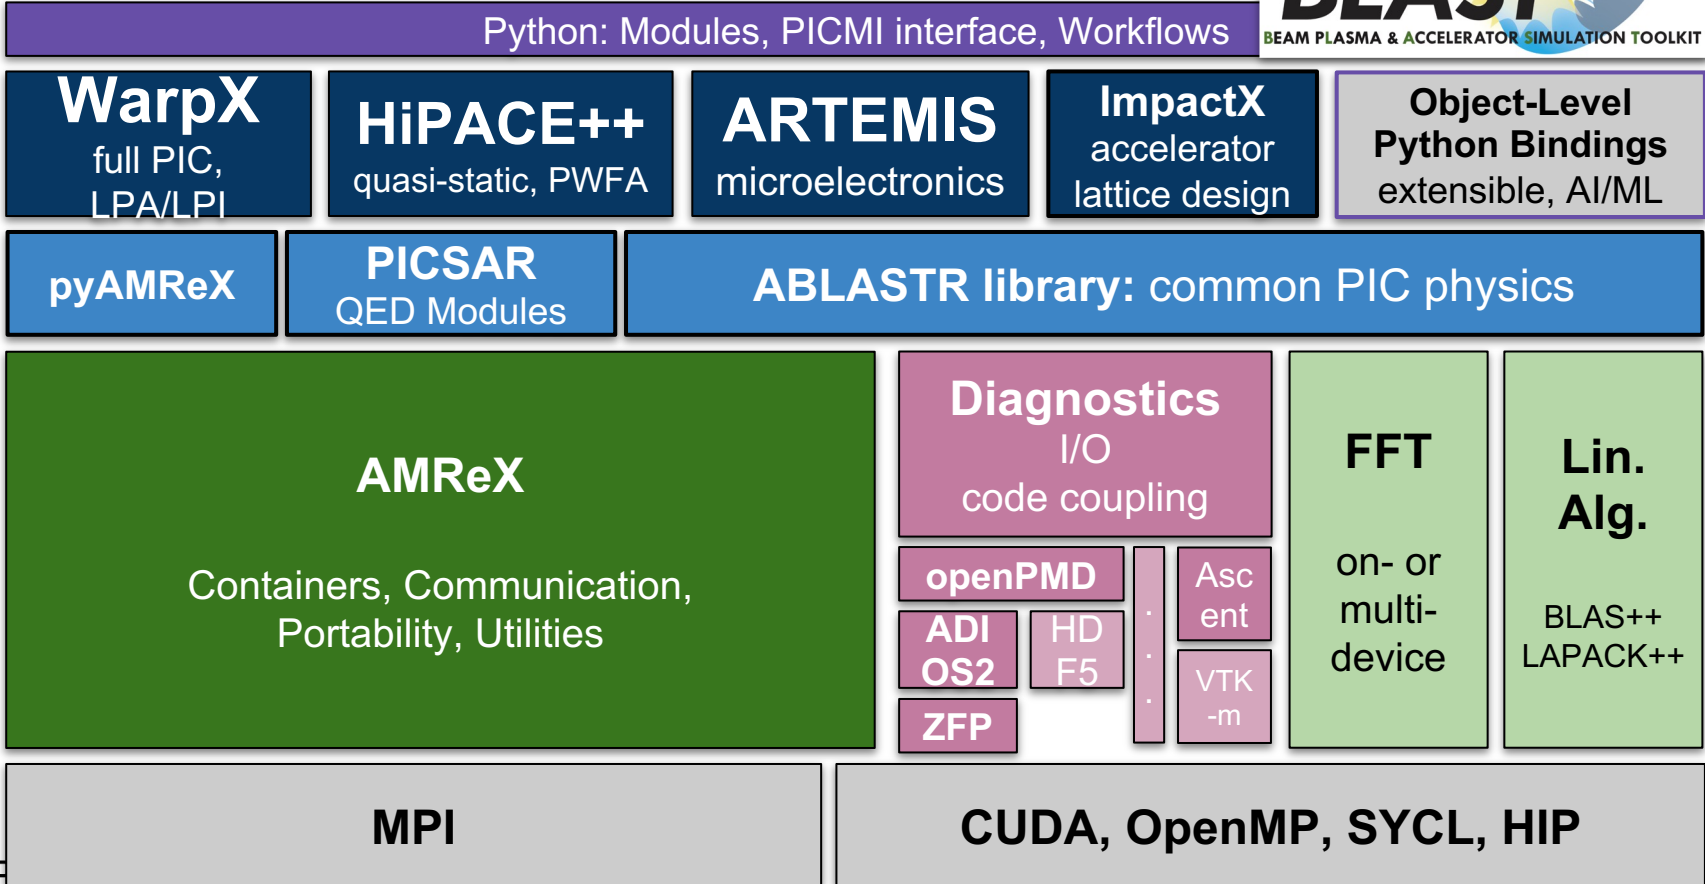 Python: Modules, PICMI interface, Workflows
BLAST
BEAM PLASMA & ACCELERATOR SIMULATION TOOLKIT
WarpX
full PIC,
LPA/LPI
HiPACE++
quasi-static, PWFA
ARTEMIS
microelectronics
ImpactX
accelerator
lattice design
Object-Level
Python Bindings
extensible, AI/ML
pyAMReX
PICSAR
QED Modules
ABLASTR library: common PIC physics
AMReX
Containers, Communication,
Portability, Utilities
Diagnostics
I/O
code coupling
openPMD
ADI
OS2
HD
F5
ZFP
.
.
.
Asc
ent
VTK
-m
FFT
on- or
multi-
device
Lin.
Alg.
BLAS++
LAPACK++
MPI
CUDA, OpenMP, SYCL, HIP